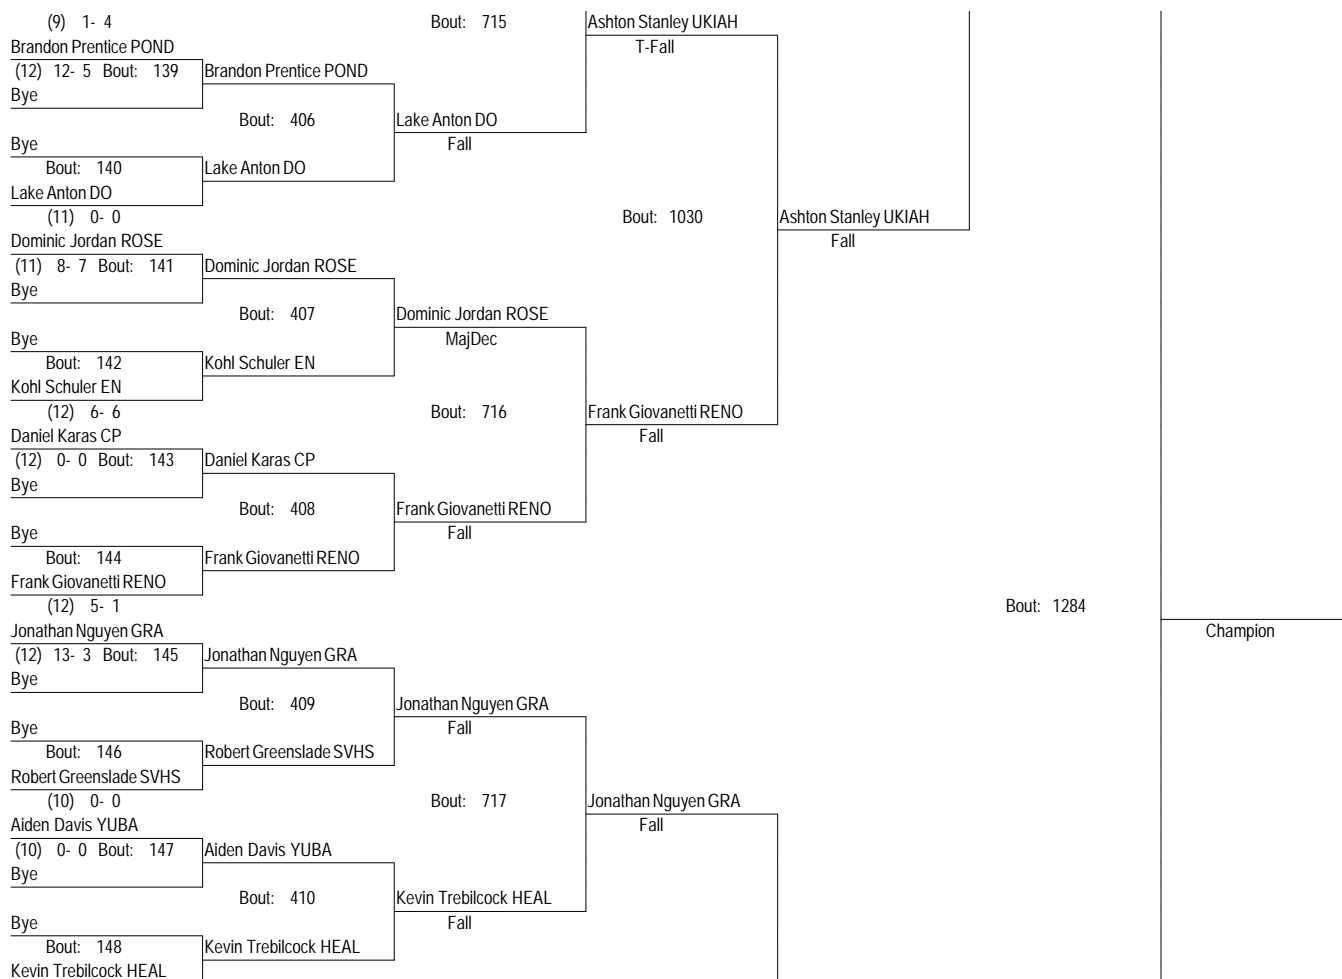 (9) 1- 4 Bout: 715 Ashton Stanley UKIAH
Brandon Prentice POND T-Fall
(12) 12- 5 Bout: 139 Brandon Prentice POND
Bye
Bout: 406 Lake Anton DO
Bye Fall
Bout: 140 Lake Anton DO
Lake Anton DO
(11) 0- 0 Bout: 1030 Ashton Stanley UKIAH
Dominic Jordan ROSE Fall
(11) 8- 7 Bout: 141 Dominic Jordan ROSE
Bye
Bout: 407 Dominic Jordan ROSE
Bye MajDec
Bout: 142 Kohl Schuler EN
Kohl Schuler EN
(12) 6- 6 Bout: 716 Frank Giovanetti RENO
Daniel Karas CP Fall
(12) 0- 0 Bout: 143 Daniel Karas CP
Bye
Bout: 408 Frank Giovanetti RENO
Bye Fall
Bout: 144 Frank Giovanetti RENO
Frank Giovanetti RENO
(12) 5- 1 Bout: 1284
Jonathan Nguyen GRA Champion
(12) 13- 3 Bout: 145 Jonathan Nguyen GRA
Bye
Bout: 409 Jonathan Nguyen GRA
Bye Fall
Bout: 146 Robert Greenslade SVHS
Robert Greenslade SVHS
(10) 0- 0 Bout: 717 Jonathan Nguyen GRA
Aiden Davis YUBA Fall
(10) 0- 0 Bout: 147 Aiden Davis YUBA
Bye
Bout: 410 Kevin Trebilcock HEAL
Bye Fall
Bout: 148 Kevin Trebilcock HEAL
Kevin Trebilcock HEAL